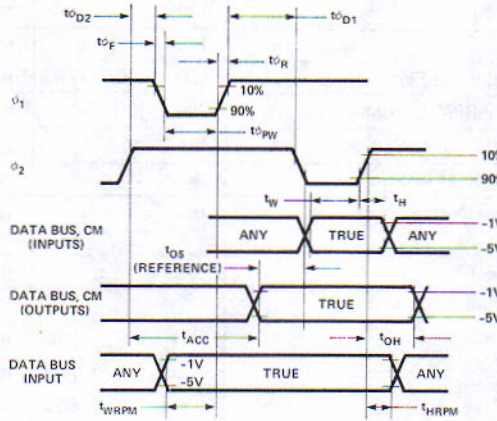 tϕD2
tϕD1
tϕF
tϕR
ϕ1
10%
90%
tϕPW
ϕ2
10%
90%
tW
tH
DATA BUS, CM
(INPUTS)
ANY
TRUE
ANY
-1V
-5V
tOS
(REFERENCE)
DATA BUS, CM
(OUTPUTS)
TRUE
-1V
-5V
tACC
tOH
DATA BUS
INPUT
ANY
-1V
-5V
TRUE
ANY
tWRPM
tHRPM